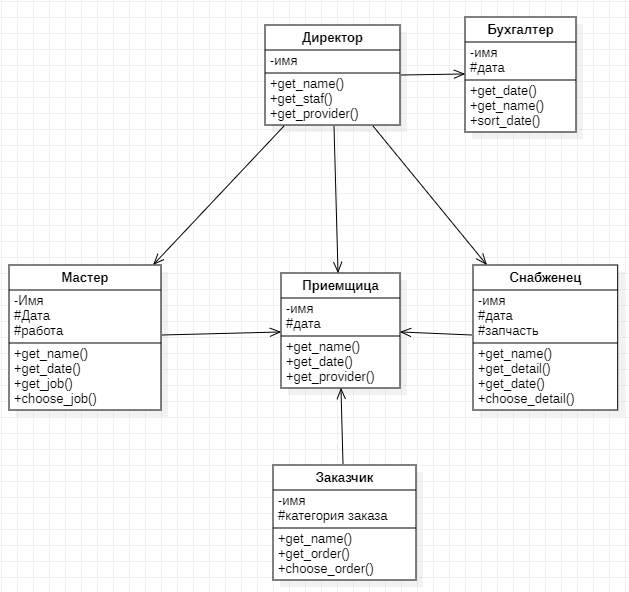 Директор
-имя
+get_name()
+get_staf()
+get_provider()
Бухгалтер
-имя
#дата
+get_date()
+get_name()
+sort_date()
Мастер
-Имя
#Дата
#работа
+get_name()
+get_date()
+get_job()
+choose_job()
Приемщица
-имя
#дата
+get_name()
+get_date()
+get_provider()
Снабженец
-имя
#дата
#запчасть
+get_name()
+get_detail()
+get_date()
+choose_detail()
Заказчик
-имя
#категория заказа
+get_name()
+get_order()
+choose_order()